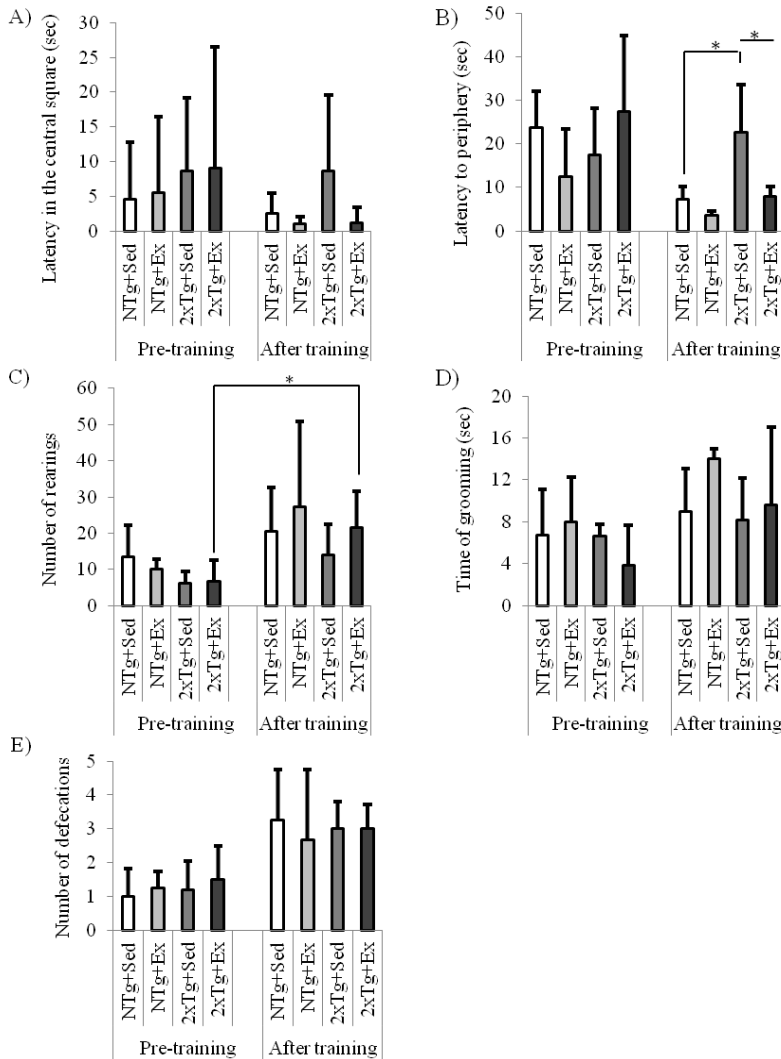 A)
Latency in the central square (sec)
30
25
20
15
10
5
0
NTg+Sed
NTg+Ex
2xTg+Sed
2xTg+Ex
NTg+Sed
NTg+Ex
2xTg+Sed
2xTg+Ex
Pre-training
After training
B)
Latency to periphery (sec)
50
40
30
20
10
0
*
*
NTg+Sed
NTg+Ex
2xTg+Sed
2xTg+Ex
NTg+Sed
NTg+Ex
2xTg+Sed
2xTg+Ex
Pre-training
After training
C)
Number of rearings
60
50
40
30
20
10
0
*
NTg+Sed
NTg+Ex
2xTg+Sed
2xTg+Ex
NTg+Sed
NTg+Ex
2xTg+Sed
2xTg+Ex
Pre-training
After training
D)
Time of grooming (sec)
20
16
12
8
4
0
NTg+Sed
NTg+Ex
2xTg+Sed
2xTg+Ex
NTg+Sed
NTg+Ex
2xTg+Sed
2xTg+Ex
Pre-training
After training
E)
Number of defecations
5
4
3
2
1
0
NTg+Sed
NTg+Ex
2xTg+Sed
2xTg+Ex
NTg+Sed
NTg+Ex
2xTg+Sed
2xTg+Ex
Pre-training
After training